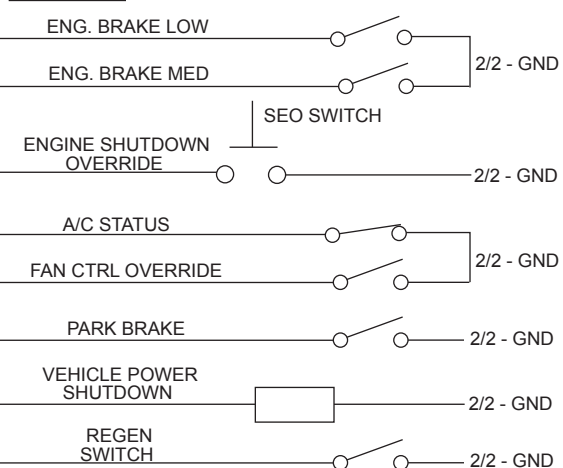 ENG. BRAKE LOW
2/2 - GND
ENG. BRAKE MED
SEO SWITCH
ENGINE SHUTDOWN
OVERRIDE
2/2 - GND
A/C STATUS
2/2 - GND
FAN CTRL OVERRIDE
PARK BRAKE
2/2 - GND
VEHICLE POWER
SHUTDOWN
2/2 - GND
REGEN
SWITCH
2/2 - GND